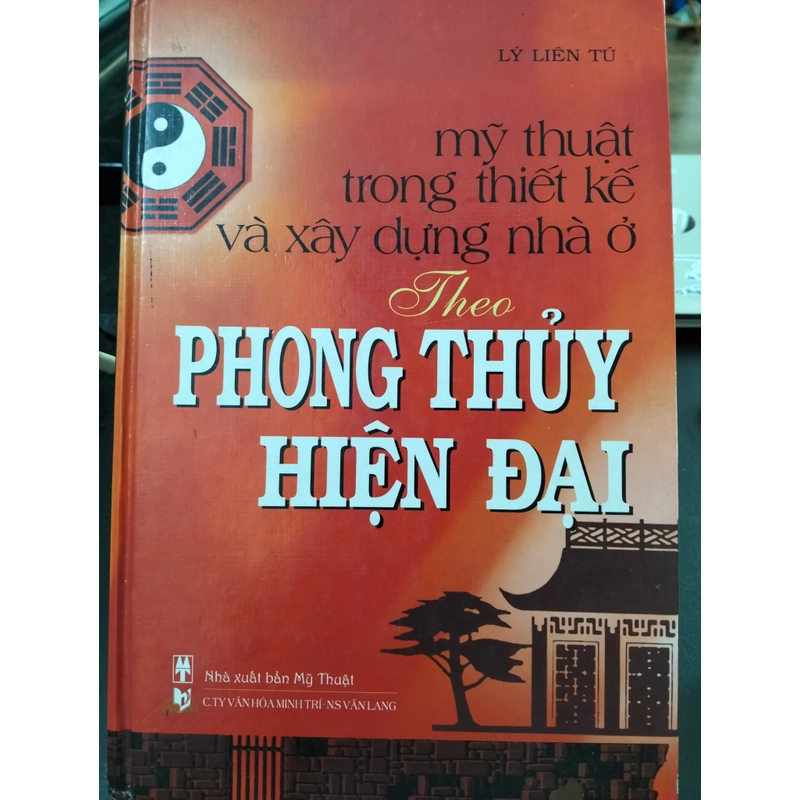 LÝ LIÊN TÚ
mỹ thuật
trong thiết kế
và xây dựng nhà ở
Theo
PHONG THỦY
HIỆN ĐẠI
Nhà xuất bản Mỹ Thuật
C.TY VĂN HÓA MINH TRÍ - NS VĂN LANG